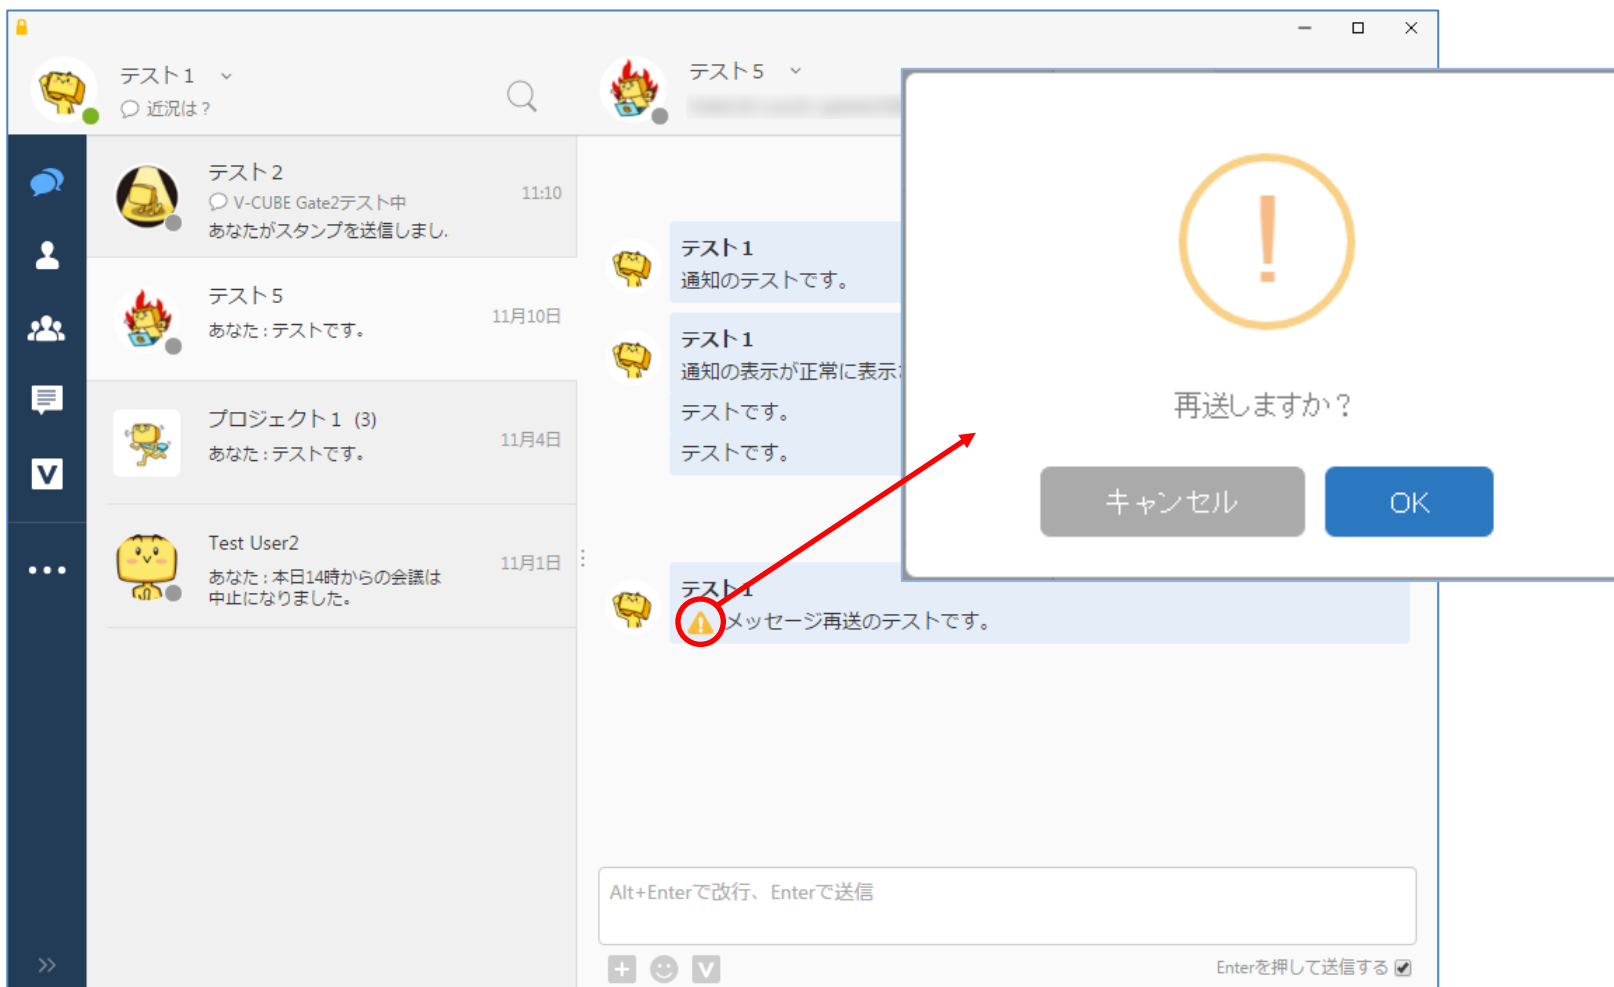 テスト1
近況は？
テスト2
V-CUBE Gate2テスト中
11:10
あなたがスタンプを送信しまし.
テスト5
あなた : テストです。
11月10日
プロジェクト1 (3)
あなた : テストです。
11月4日
Test User2
あなた : 本日14時からの会議は
中止になりました。
11月1日
テスト5
テスト1
通知のテストです。
テスト1
通知の表示が正常に表示
テストです。
テストです。
テスト1
メッセージ再送のテストです。
再送しますか？
キャンセル
OK
Alt+Enterで改行、Enterで送信
Enterを押して送信する